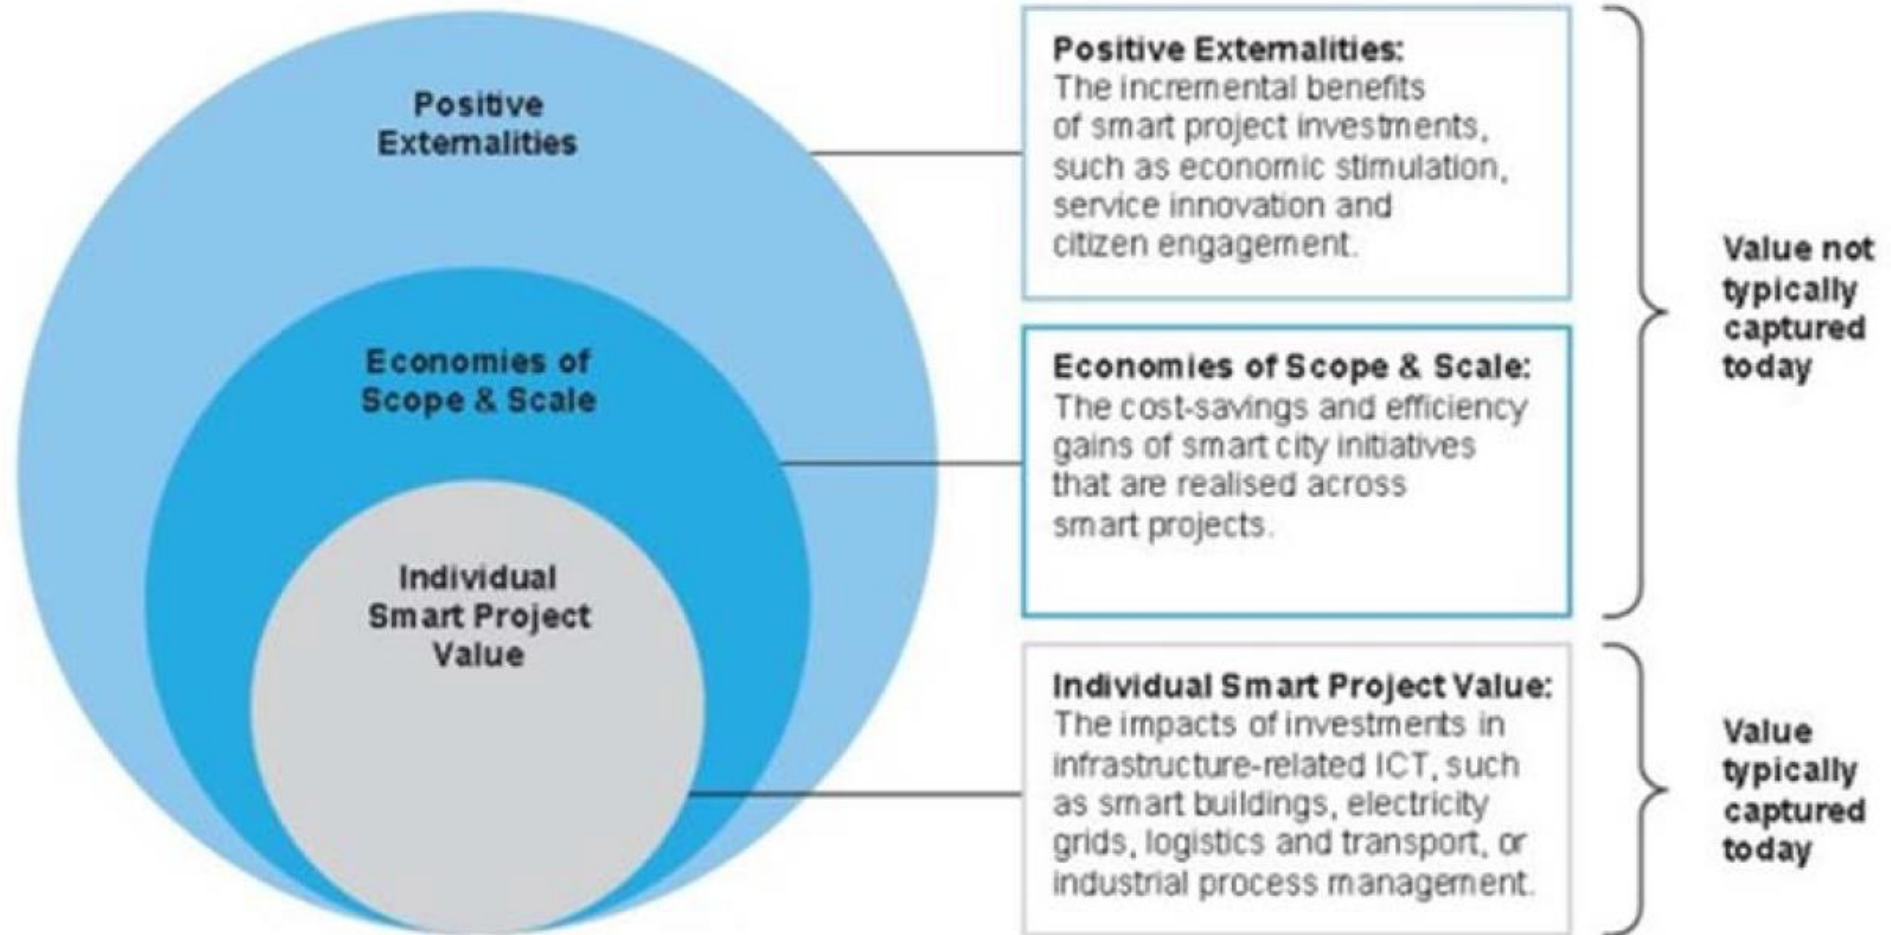 Positive
Externalities
Economies of
Scope & Scale
Individual
Smart Project
Value
Positive Externalities:
The incremental benefits
of smart project investments,
such as economic stimulation,
service innovation and
citizen engagement.
Economies of Scope & Scale:
The cost-savings and efficiency
gains of smart city initiatives
that are realised across
smart projects.
Individual Smart Project Value:
The impacts of investments in
infrastructure-related ICT, such
as smart buildings, electricity
grids, logistics and transport, or
industrial process management.
Value not
typically
captured
today
Value
typically
captured
today